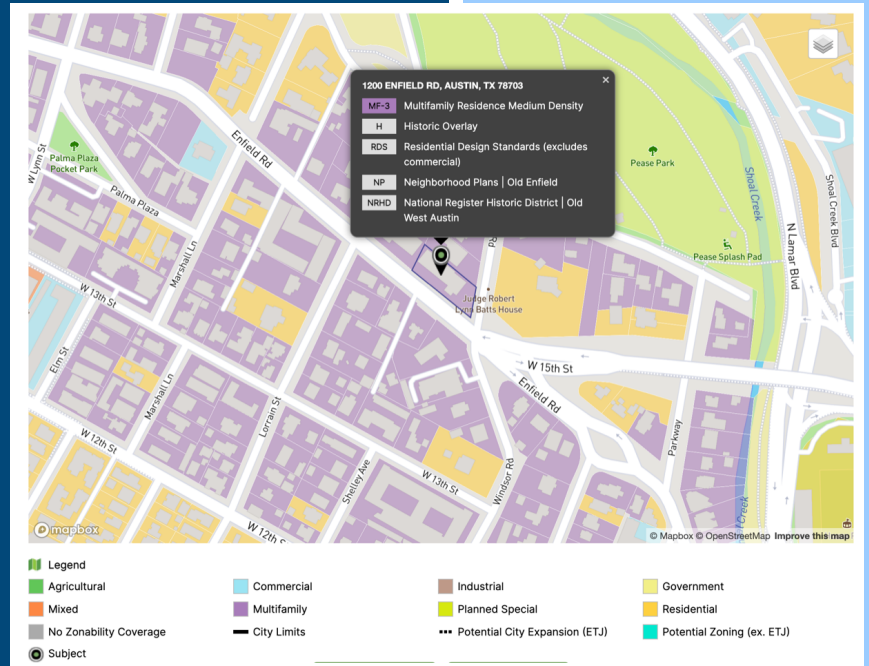 1200 ENFIELD RD, AUSTIN, TX 78703
×
MF-3 Multifamily Residence Medium Density
H Historic Overlay
RDS Residential Design Standards (excludes
commercial)
NP Neighborhood Plans | Old Enfield
NRHD National Register Historic District | Old
West Austin
Enfield Rd
W Lynn St
Palma Plaza
Pocket Park
Palma Plaza
Pease Park
Shoal Creek
Shoal Creek Blvd
N Lamar Blvd
Pease Splash Pad
Marshall Ln
W 13th St
Judge Robert
Lynn Batts House
Elm St
Marshall Ln
W 15th St
Enfield Rd
Lorrain St
Parkway
W 12th St
Shelley Ave
W 13th St
Windsor Rd
W 12th S
Creek
mapbox
© Mapbox © OpenStreetMap Improve this map
Legend
Agricultural Commercial Industrial Government
Mixed Multifamily Planned Special Residential
No Zonability Coverage City Limits Potential City Expansion (ETJ) Potential Zoning (ex. ETJ)
Subject